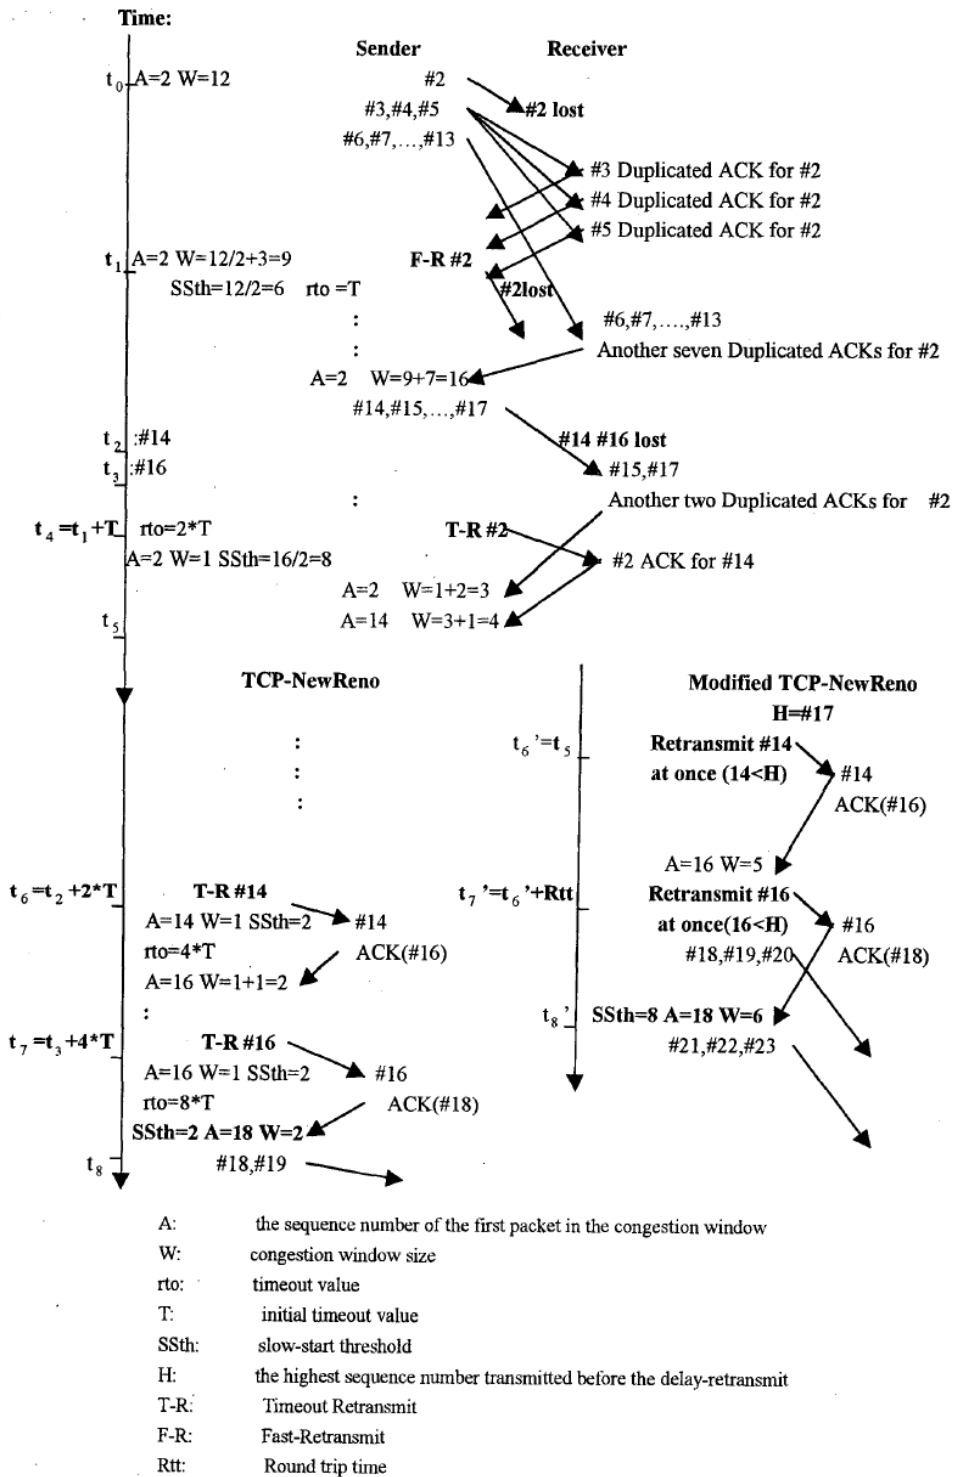 Time:
Sender Receiver
t0 A=2 W=12 #2
#3,#4,#5 #2 lost
#6,#7,...,#13
#3 Duplicated ACK for #2
#4 Duplicated ACK for #2
#5 Duplicated ACK for #2
t1 A=2 W=12/2+3=9 F-R #2
SSth=12/2=6 rto =T #2lost
:
#6,#7,....,#13
:
Another seven Duplicated ACKs for #2
A=2 W=9+7=16
#14,#15,...,#17
t2 :#14 #14 #16 lost
t3 :#16 #15,#17
: Another two Duplicated ACKs for #2
t4 =t1 +T rto=2*T T-R #2
A=2 W=1 SSth=16/2=8 #2 ACK for #14
A=2 W=1+2=3
t5 A=14 W=3+1=4
TCP-NewReno
:
:
:
t6 =t2 +2*T T-R #14
A=14 W=1 SSth=2 #14
rto=4*T ACK(#16)
A=16 W=1+1=2
:
t7 =t3 +4*T T-R #16
A=16 W=1 SSth=2 #16
rto=8*T ACK(#18)
SSth=2 A=18 W=2
t8 #18,#19
Modified TCP-NewReno
H=#17
t6 '=t5 Retransmit #14
at once (14<H) #14
ACK(#16)
A=16 W=5
t7 '=t6 '+Rtt Retransmit #16
at once(16<H) #16
#18,#19,#20 ACK(#18)
t8 ' SSth=8 A=18 W=6
#21,#22,#23
A: the sequence number of the first packet in the congestion window
W: congestion window size
rto: timeout value
T: initial timeout value
SSth: slow-start threshold
H: the highest sequence number transmitted before the delay-retransmit
T-R: Timeout Retransmit
F-R: Fast-Retransmit
Rtt: Round trip time